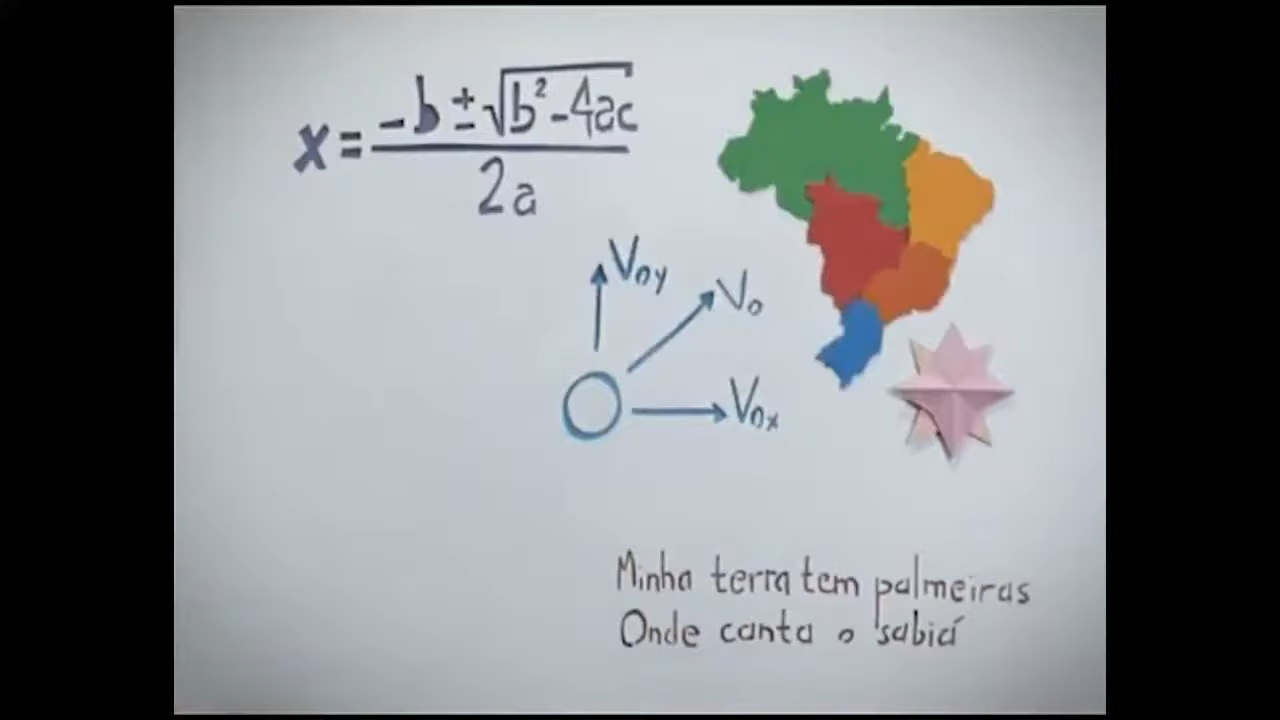 x = -b ± √b² - 4ac
2a
Voy
Vo
Vox
Minha terra tem palmeiras
Onde canta o sabiá